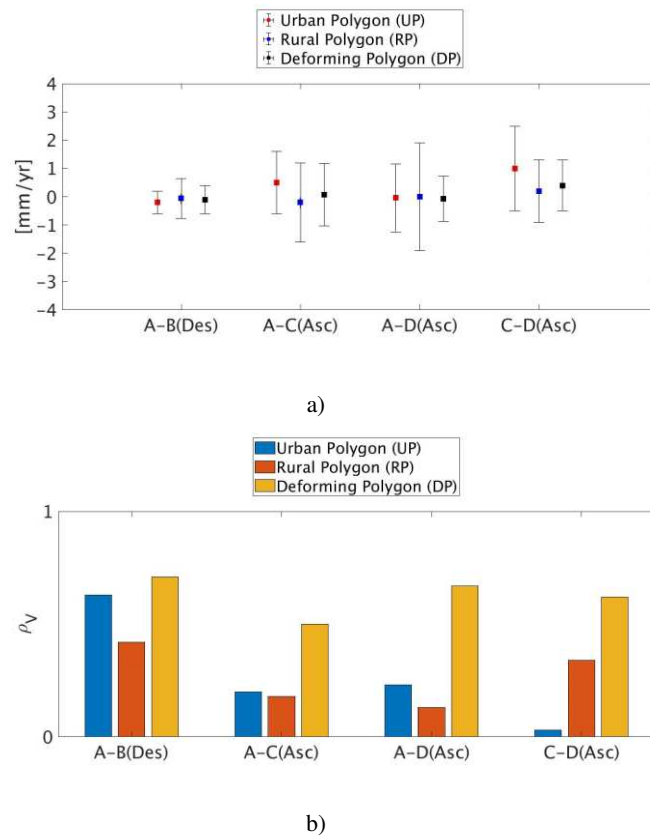 Urban Polygon (UP)
Rural Polygon (RP)
Deforming Polygon (DP)
4
3
2
1
0
-1
-2
-3
-4
[mm/yr]
A-B(Des) A-C(Asc) A-D(Asc) C-D(Asc)
a)
Urban Polygon (UP)
Rural Polygon (RP)
Deforming Polygon (DP)
1
ρV
0
A-B(Des) A-C(Asc) A-D(Asc) C-D(Asc)
b)